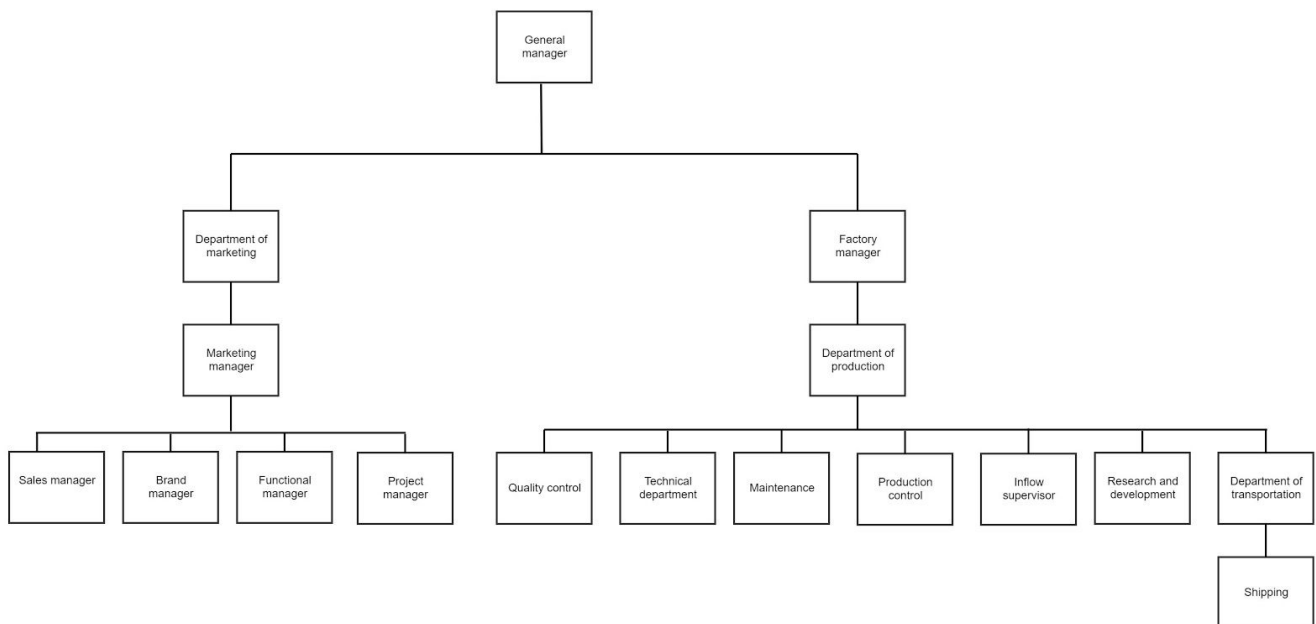 General
manager
Department of
marketing
Factory
manager
Marketing
manager
Department of
production
Sales manager
Brand
manager
Functional
manager
Project
manager
Quality control
Technical
department
Maintenance
Production
control
Inflow
supervisor
Research and
development
Department of
transportation
Shipping